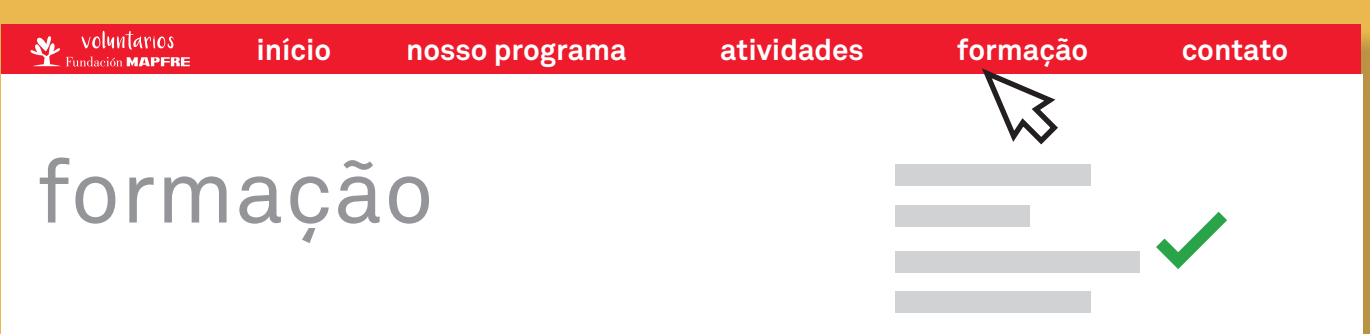 voluntarios
Fundación MAPFRE
início nosso programa atividades formação contato
formação